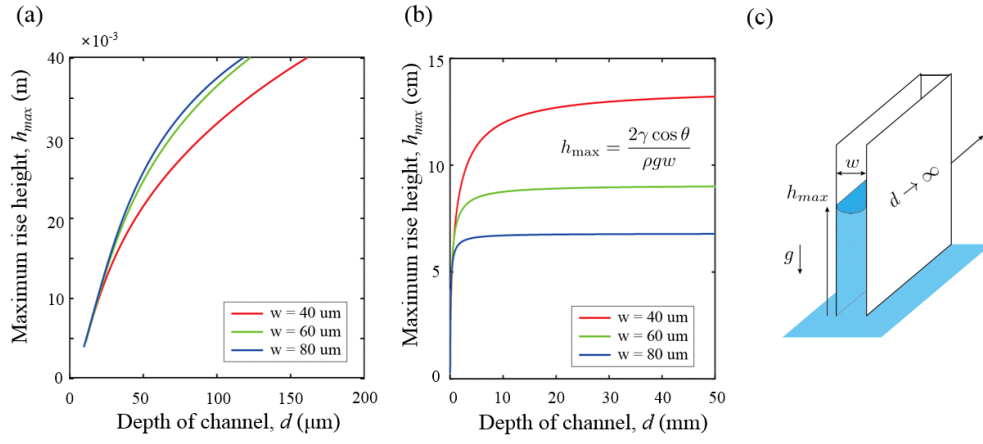 (a)
×10⁻³
40
30
20
10
0
0
50
100
150
200
Maximum rise height, h_max (m)
Depth of channel, d (μm)
w = 40 um
w = 60 um
w = 80 um
(b)
15
10
5
0
0
10
20
30
40
50
Maximum rise height, h_max (cm)
Depth of channel, d (mm)
h_max = 2γ cos θ / ρgw
w = 40 um
w = 60 um
w = 80 um
(c)
w
h_max
d → ∞
g